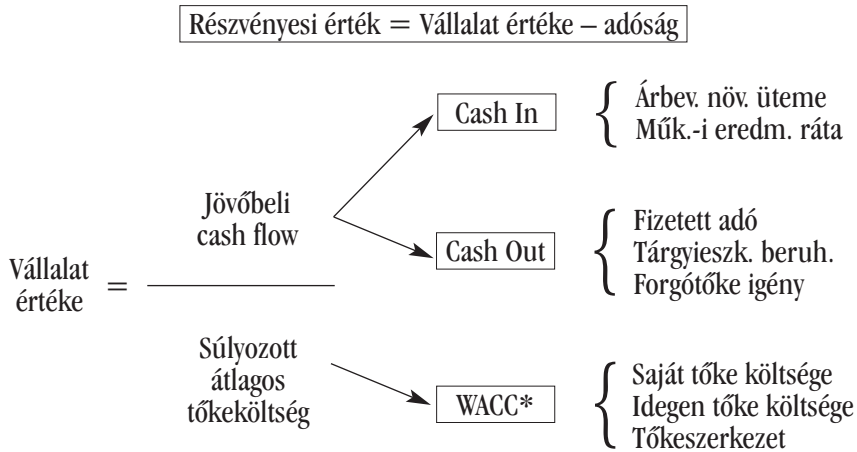 Részvényesi érték = Vállalat értéke – adóság
Cash In
Árbev. növ. üteme
Műk.-i eredm. ráta
Jövőbeli
cash flow
Cash Out
Fizetett adó
Tárgyieszk. beruh.
Forgótőke igény
Vállalat
értéke
=
Súlyozott
átlagos
tőkeköltség
WACC*
Saját tőke költsége
Idegen tőke költsége
Tőkeszerkezet